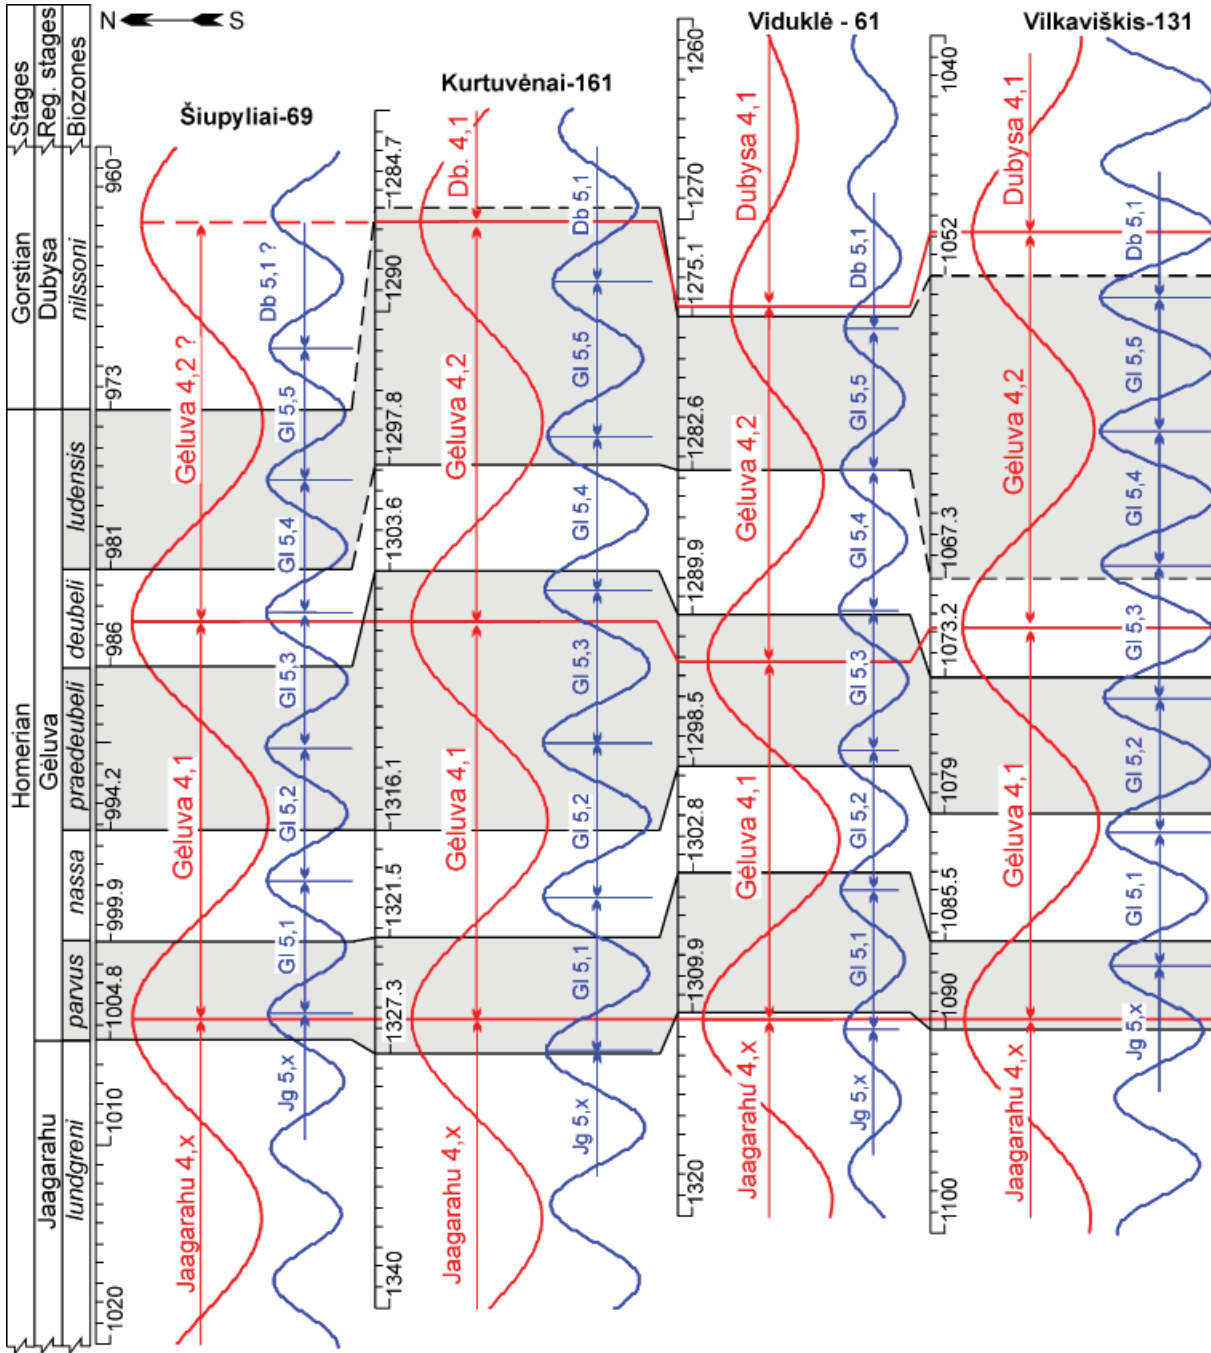 N
S
Stages
Reg. stages
Biozones
Šiupyliai-69
Kurtuvėnai-161
Viduklė - 61
Vilkaviškis-131
Gorstian
Homerian
Dubysa
Gėluva
Jaagarahu
nilssoni
ludensis
deubeli
praedeubeli
nassa
parvus
lundgreni
960
973
981
986
994.2
999.9
1004.8
1010
1020
Gėluva 4,2 ?
Gėluva 4,1
Jaagarahu 4,x
Db 5,1 ?
Gl 5,5
Gl 5,4
Gl 5,3
Gl 5,2
Gl 5,1
Jg 5,x
1284.7
1290
1297.8
1303.6
1316.1
1321.5
1327.3
1340
Db. 4,1
Gėluva 4,2
Gėluva 4,1
Jaagarahu 4,x
Db 5,1
Gl 5,5
Gl 5,4
Gl 5,3
Gl 5,2
Gl 5,1
Jg 5,x
1260
1270
1275.1
1282.6
1289.9
1298.5
1302.8
1309.9
1320
Dubysa 4,1
Gėluva 4,2
Gėluva 4,1
Jaagarahu 4,x
Db 5,1
Gl 5,5
Gl 5,4
Gl 5,3
Gl 5,2
Gl 5,1
Jg 5,x
1040
1052
1067.3
1073.2
1079
1085.5
1090
1100
Dubysa 4,1
Gėluva 4,2
Gėluva 4,1
Jaagarahu 4,x
Db 5,1
Gl 5,5
Gl 5,4
Gl 5,3
Gl 5,2
Gl 5,1
Jg 5,x